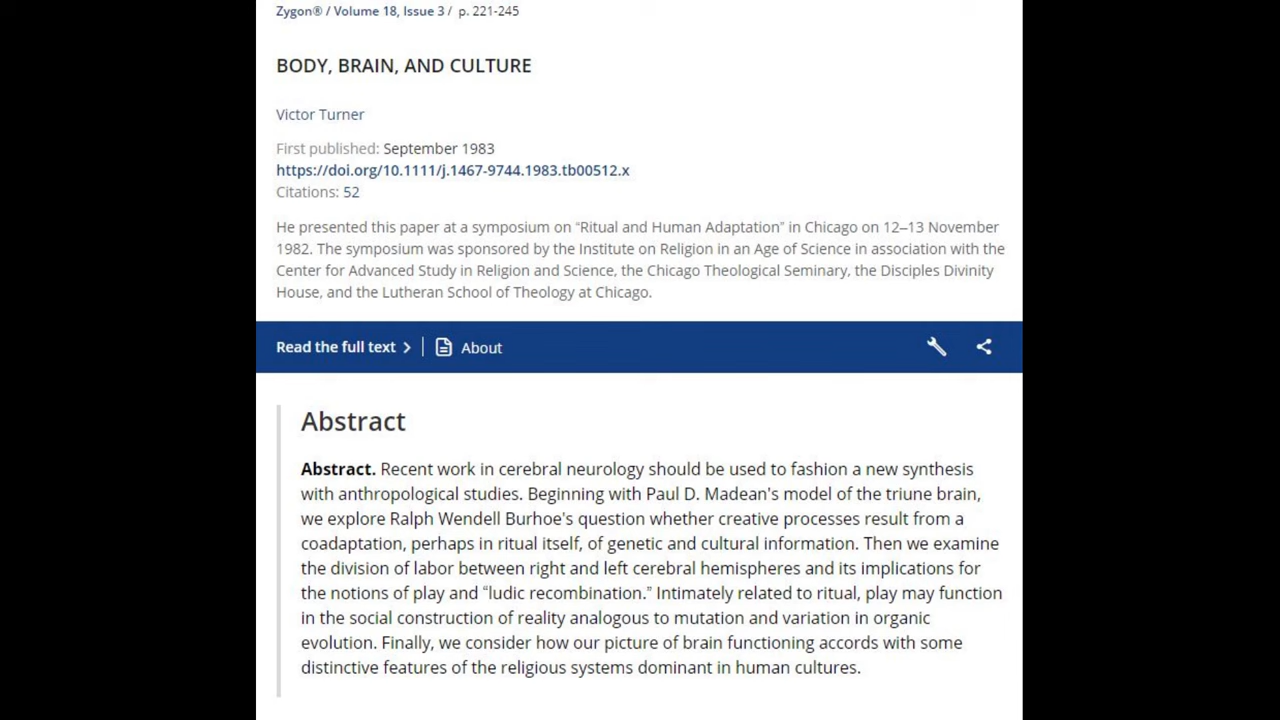 Zygon® / Volume 18, Issue 3 / p. 221-245
BODY, BRAIN, AND CULTURE
Victor Turner
First published: September 1983
https://doi.org/10.1111/j.1467-9744.1983.tb00512.x
Citations: 52
He presented this paper at a symposium on “Ritual and Human Adaptation” in Chicago on 12–13 November
1982. The symposium was sponsored by the Institute on Religion in an Age of Science in association with the
Center for Advanced Study in Religion and Science, the Chicago Theological Seminary, the Disciples Divinity
House, and the Lutheran School of Theology at Chicago.
Read the full text > | About
Abstract
Abstract. Recent work in cerebral neurology should be used to fashion a new synthesis
with anthropological studies. Beginning with Paul D. Madean's model of the triune brain,
we explore Ralph Wendell Burhoe's question whether creative processes result from a
coadaptation, perhaps in ritual itself, of genetic and cultural information. Then we examine
the division of labor between right and left cerebral hemispheres and its implications for
the notions of play and “ludic recombination.” Intimately related to ritual, play may function
in the social construction of reality analogous to mutation and variation in organic
evolution. Finally, we consider how our picture of brain functioning accords with some
distinctive features of the religious systems dominant in human cultures.